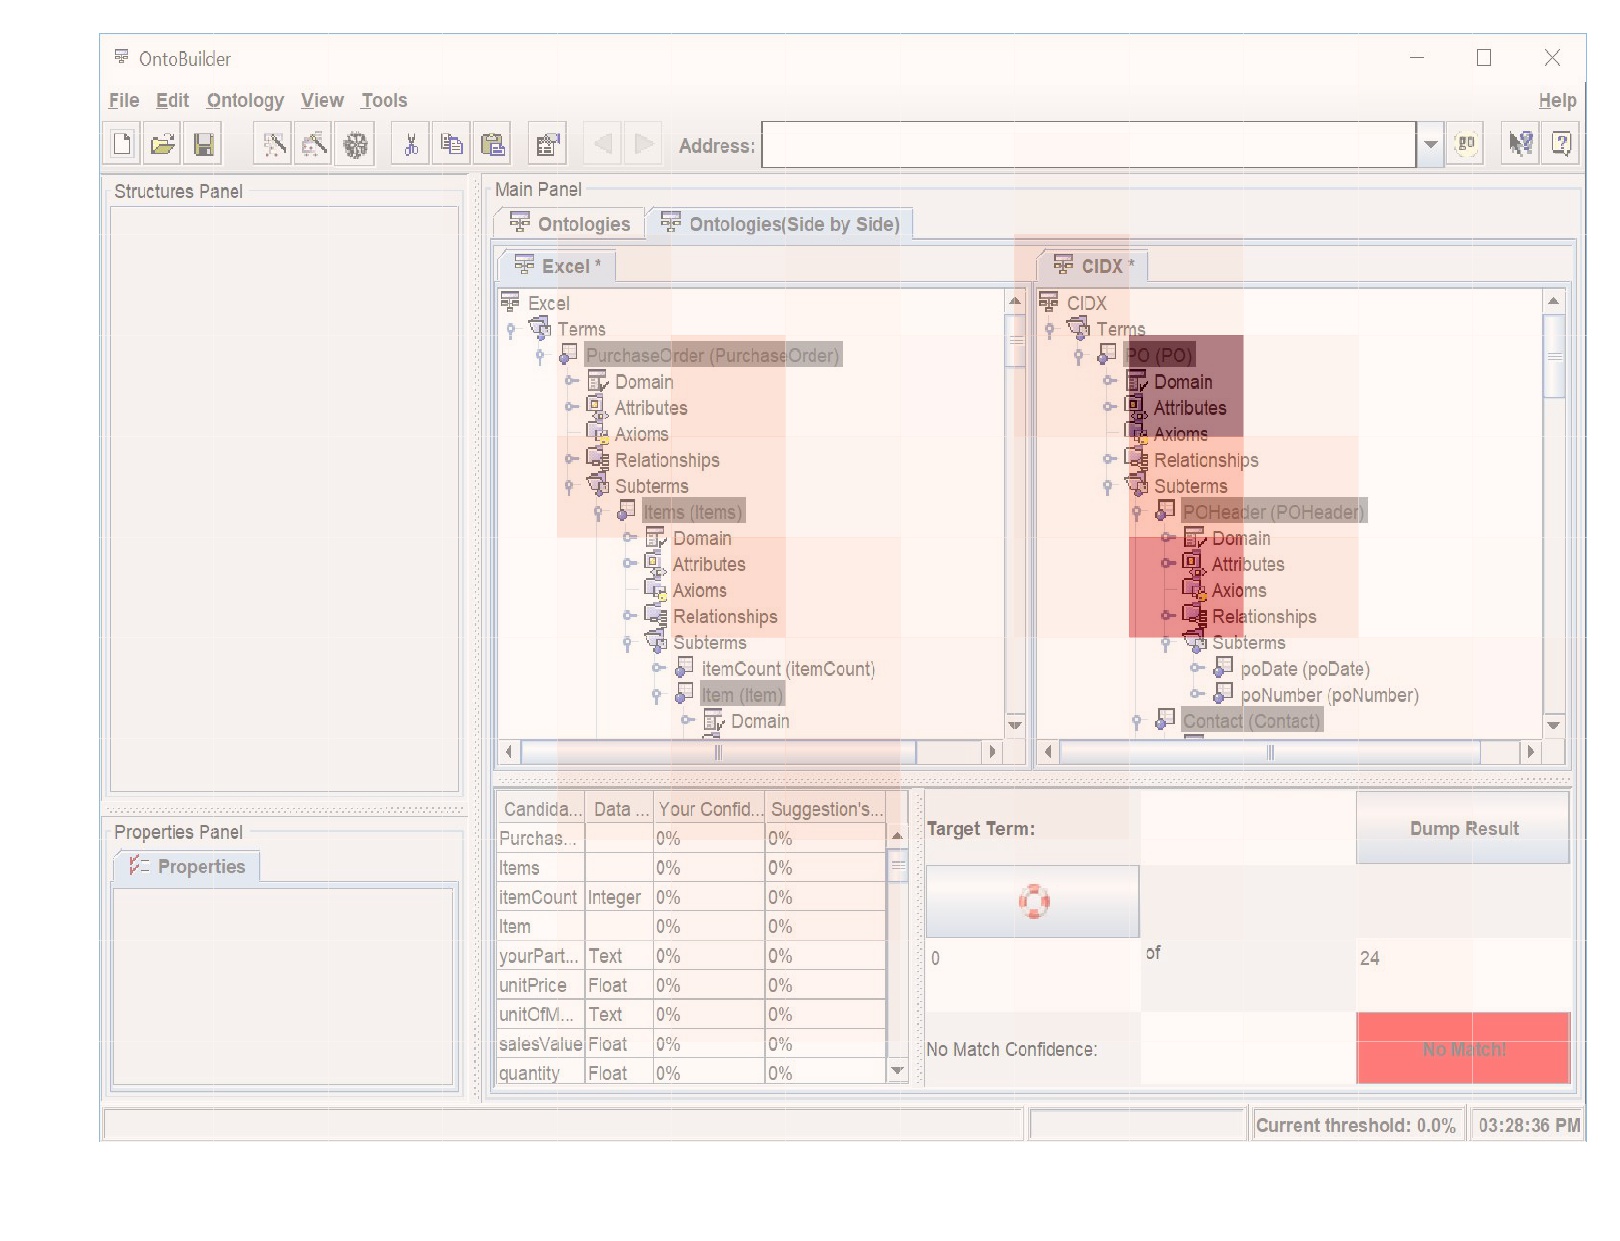 OntoBuilder
File Edit Ontology View Tools Help
Address: go
Structures Panel
Main Panel
Ontologies Ontologies(Side by Side)
Excel *
Excel
Terms
PurchaseOrder (PurchaseOrder)
Domain
Attributes
Axioms
Relationships
Subterms
Items (Items)
Domain
Attributes
Axioms
Relationships
Subterms
itemCount (itemCount)
Item (Item)
Domain
CIDX *
CIDX
Terms
PO (PO)
Domain
Attributes
Axioms
Relationships
Subterms
POHeader (POHeader)
Domain
Attributes
Axioms
Relationships
Subterms
poDate (poDate)
poNumber (poNumber)
Contact (Contact)
Properties Panel
Properties
Candida... Data ... Your Confid... Suggestion's...
Purchas... 0% 0%
Items 0% 0%
itemCount Integer 0% 0%
Item 0% 0%
yourPart... Text 0% 0%
unitPrice Float 0% 0%
unitOfM... Text 0% 0%
salesValue Float 0% 0%
quantity Float 0% 0%
Target Term: Dump Result
0 of 24
No Match Confidence: No Match!
Current threshold: 0.0% 03:28:36 PM